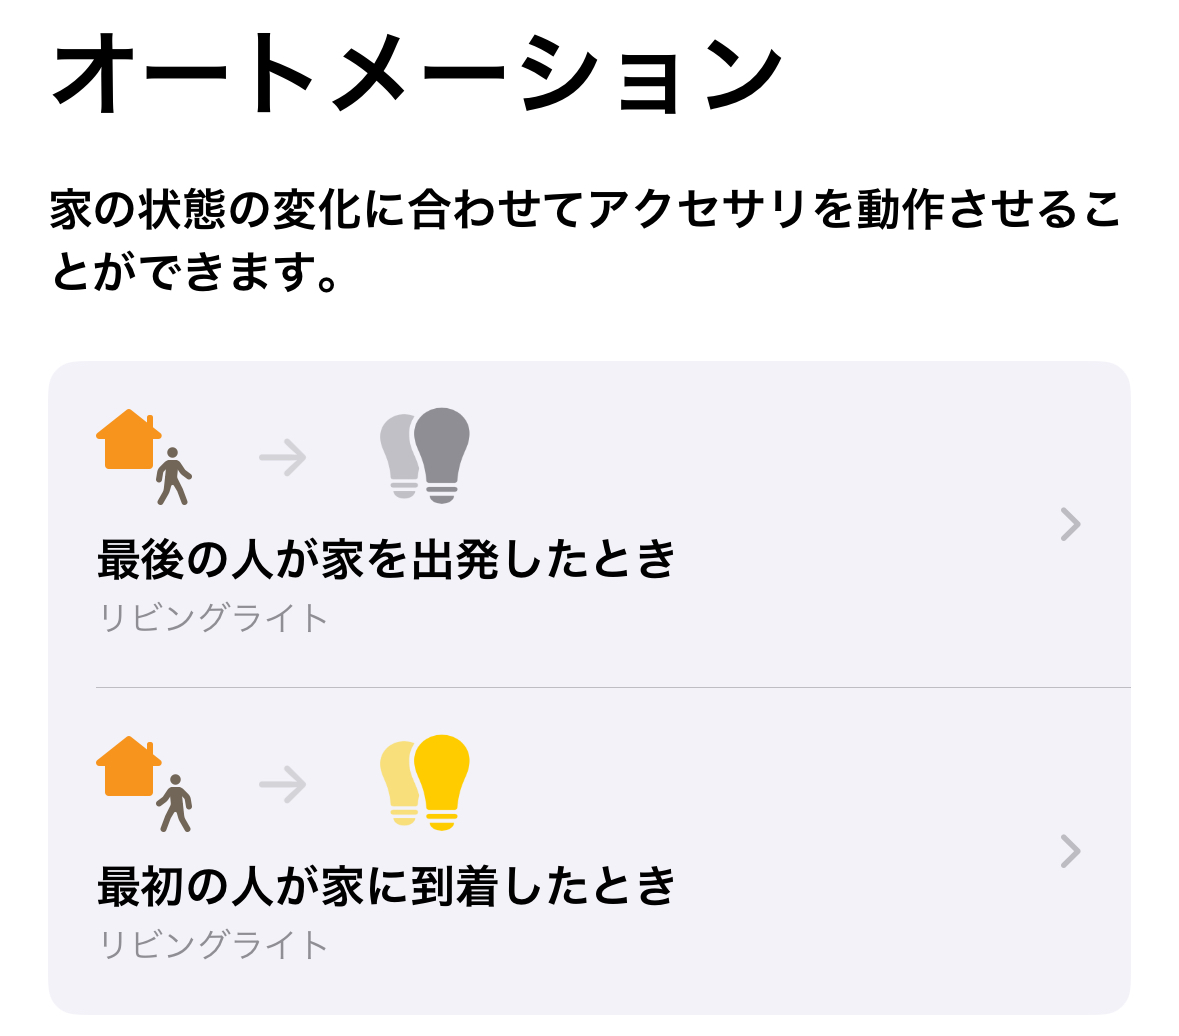 オートメーション
家の状態の変化に合わせてアクセサリを動作させるこ
とができます。
最後の人が家を出発したとき
リビングライト
最初の人が家に到着したとき
リビングライト